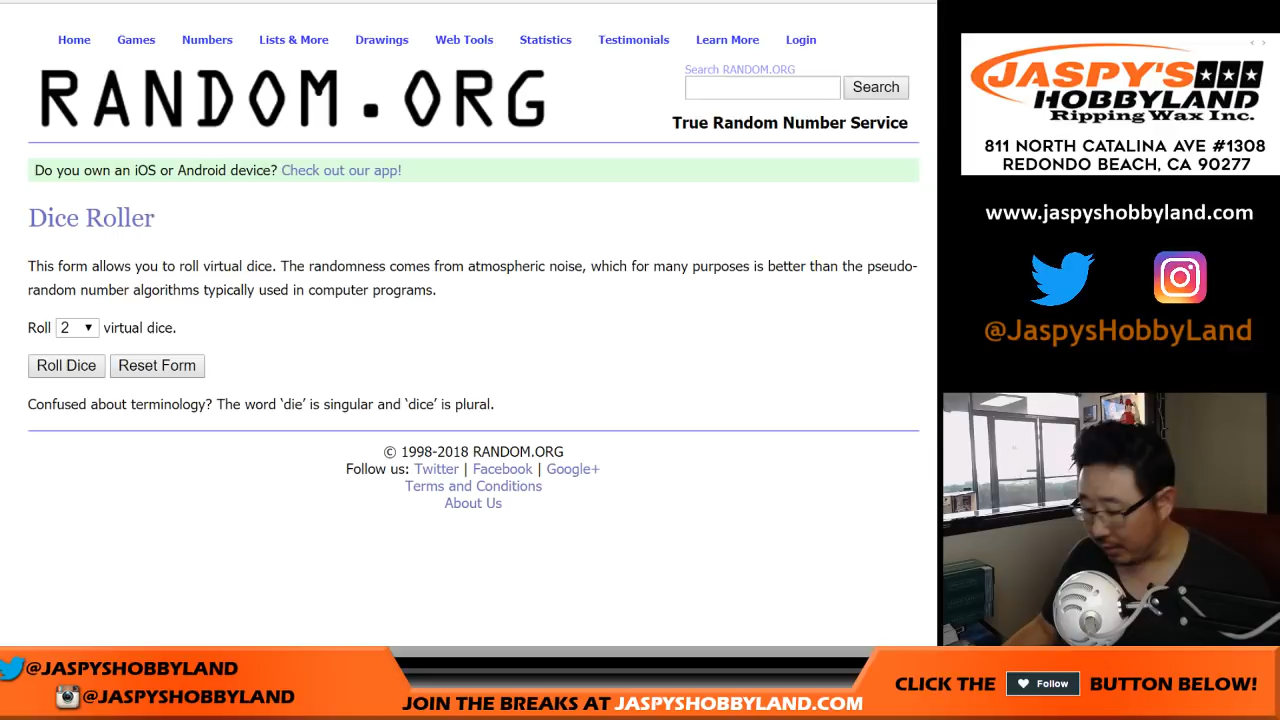 Home Games Numbers Lists & More Drawings Web Tools Statistics Testimonials Learn More Login
RANDOM.ORG
Search RANDOM.ORG
Search
True Random Number Service
Do you own an iOS or Android device? Check out our app!
Dice Roller
This form allows you to roll virtual dice. The randomness comes from atmospheric noise, which for many purposes is better than the pseudo-
random number algorithms typically used in computer programs.
Roll 2 virtual dice.
Roll Dice Reset Form
Confused about terminology? The word ‘die’ is singular and ‘dice’ is plural.
© 1998-2018 RANDOM.ORG
Follow us: Twitter | Facebook | Google+
Terms and Conditions
About Us
JASPY'S
HOBBYLAND
Ripping Wax Inc.
811 NORTH CATALINA AVE #1308
REDONDO BEACH, CA 90277
www.jaspyshobbyland.com
@JaspysHobbyLand
@JASPYSHOBBYLAND
@JASPYSHOBBYLAND
JOIN THE BREAKS AT JASPYSHOBBYLAND.COM
CLICK THE Follow BUTTON BELOW!